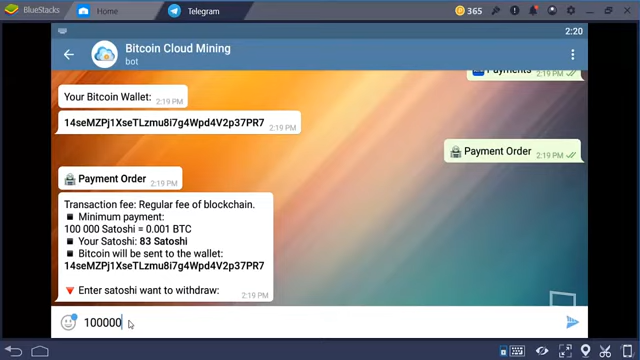 BlueStacks
Home
Telegram
365
2:20
Bitcoin Cloud Mining
bot
Payments
Your Bitcoin Wallet:
2:19 PM
14seMZPj1XseTLzmu8i7g4Wpd4V2p37PR7
2:19 PM
Payment Order 2:19 PM
Payment Order
2:19 PM
Transaction fee: Regular fee of blockchain.
Minimum payment:
100 000 Satoshi = 0.001 BTC
Your Satoshi: 83 Satoshi
Bitcoin will be sent to the wallet:
14seMZPj1XseTLzmu8i7g4Wpd4V2p37PR7
Enter satoshi want to withdraw:
2:19 PM
100000